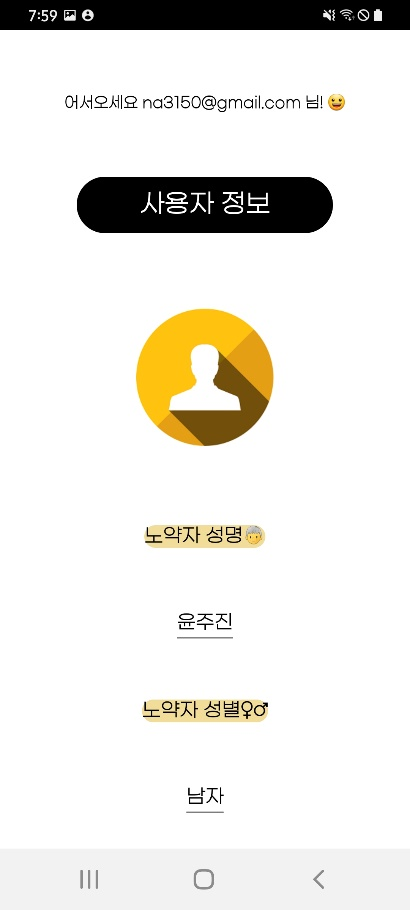 7:59
어서오세요 na3150@gmail.com 님! 😀
사용자 정보
노약자 성명🧓
윤주진
노약자 성별♀♂
남자